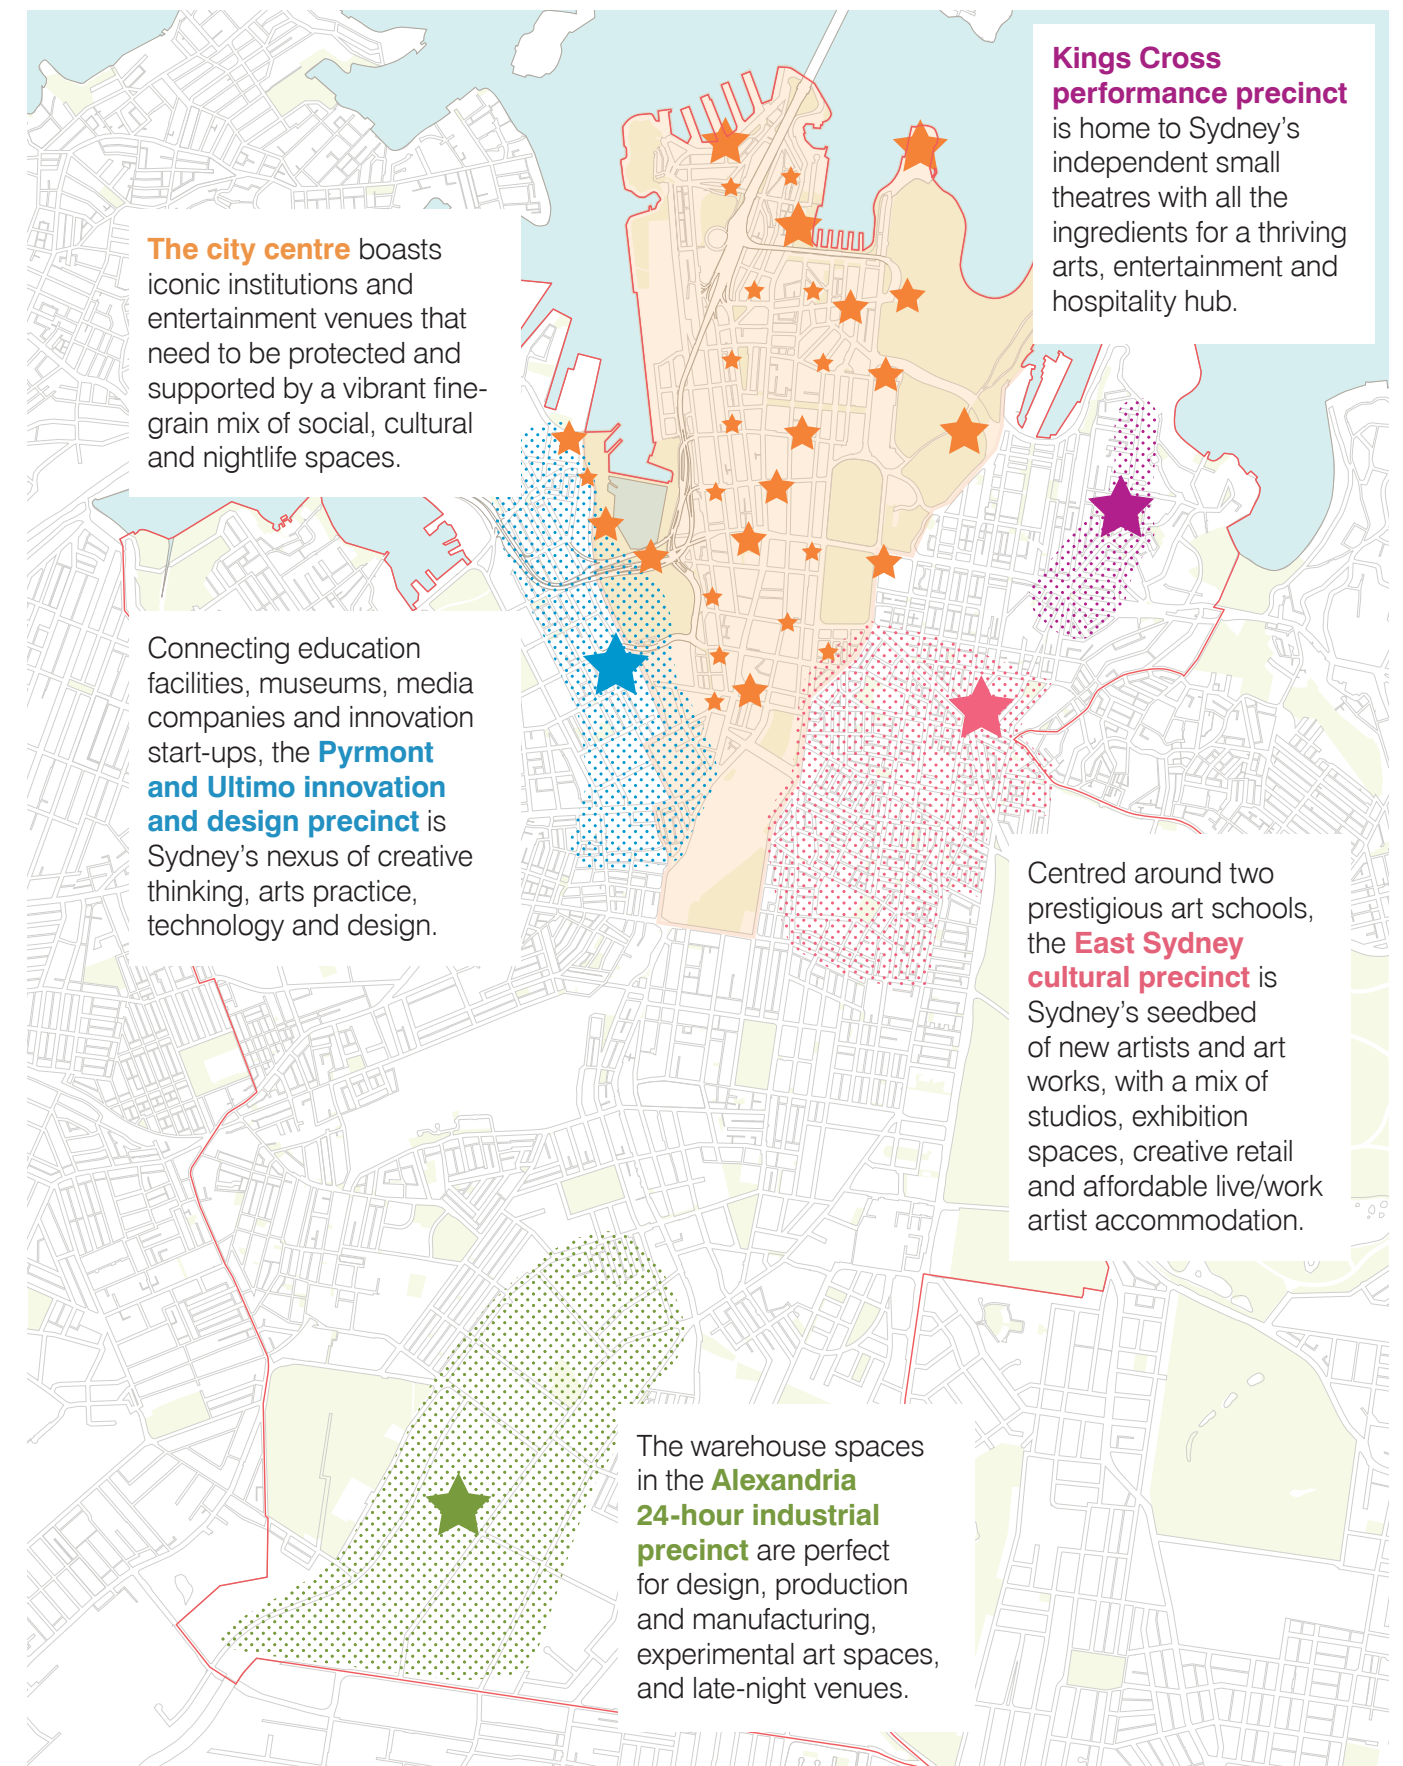 Kings Cross
performance precinct
is home to Sydney’s
independent small
theatres with all the
ingredients for a thriving
arts, entertainment and
hospitality hub.
The city centre boasts
iconic institutions and
entertainment venues that
need to be protected and
supported by a vibrant fine-
grain mix of social, cultural
and nightlife spaces.
Connecting education
facilities, museums, media
companies and innovation
start-ups, the Pyrmont
and Ultimo innovation
and design precinct is
Sydney’s nexus of creative
thinking, arts practice,
technology and design.
Centred around two
prestigious art schools,
the East Sydney
cultural precinct is
Sydney’s seedbed
of new artists and art
works, with a mix of
studios, exhibition
spaces, creative retail
and affordable live/work
artist accommodation.
The warehouse spaces
in the Alexandria
24-hour industrial
precinct are perfect
for design, production
and manufacturing,
experimental art spaces,
and late-night venues.